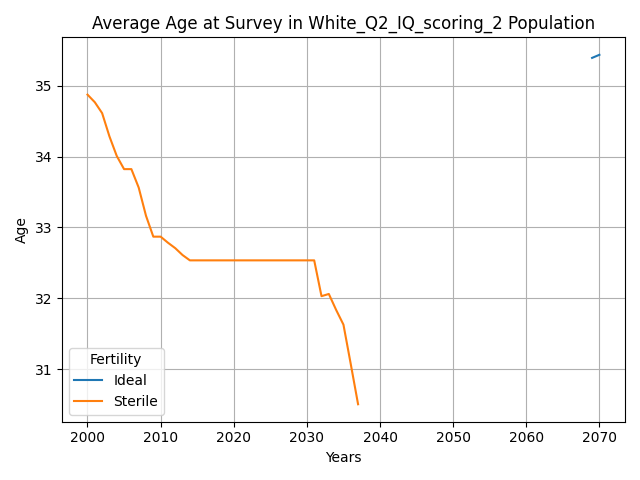 Average Age at Survey in White_Q2_IQ_scoring_2 Population
Age
35
34
33
32
31
Fertility
Ideal
Sterile
2000 2010 2020 2030 2040 2050 2060 2070
Years